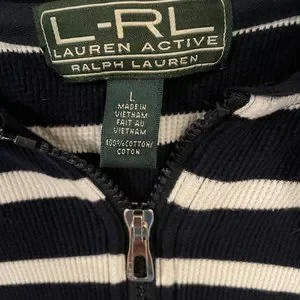 L-RL
LAUREN ACTIVE
RALPH LAUREN
L
MADE IN
VIETNAM
FAIT AU
VIETNAM
100% COTTON/
COTON